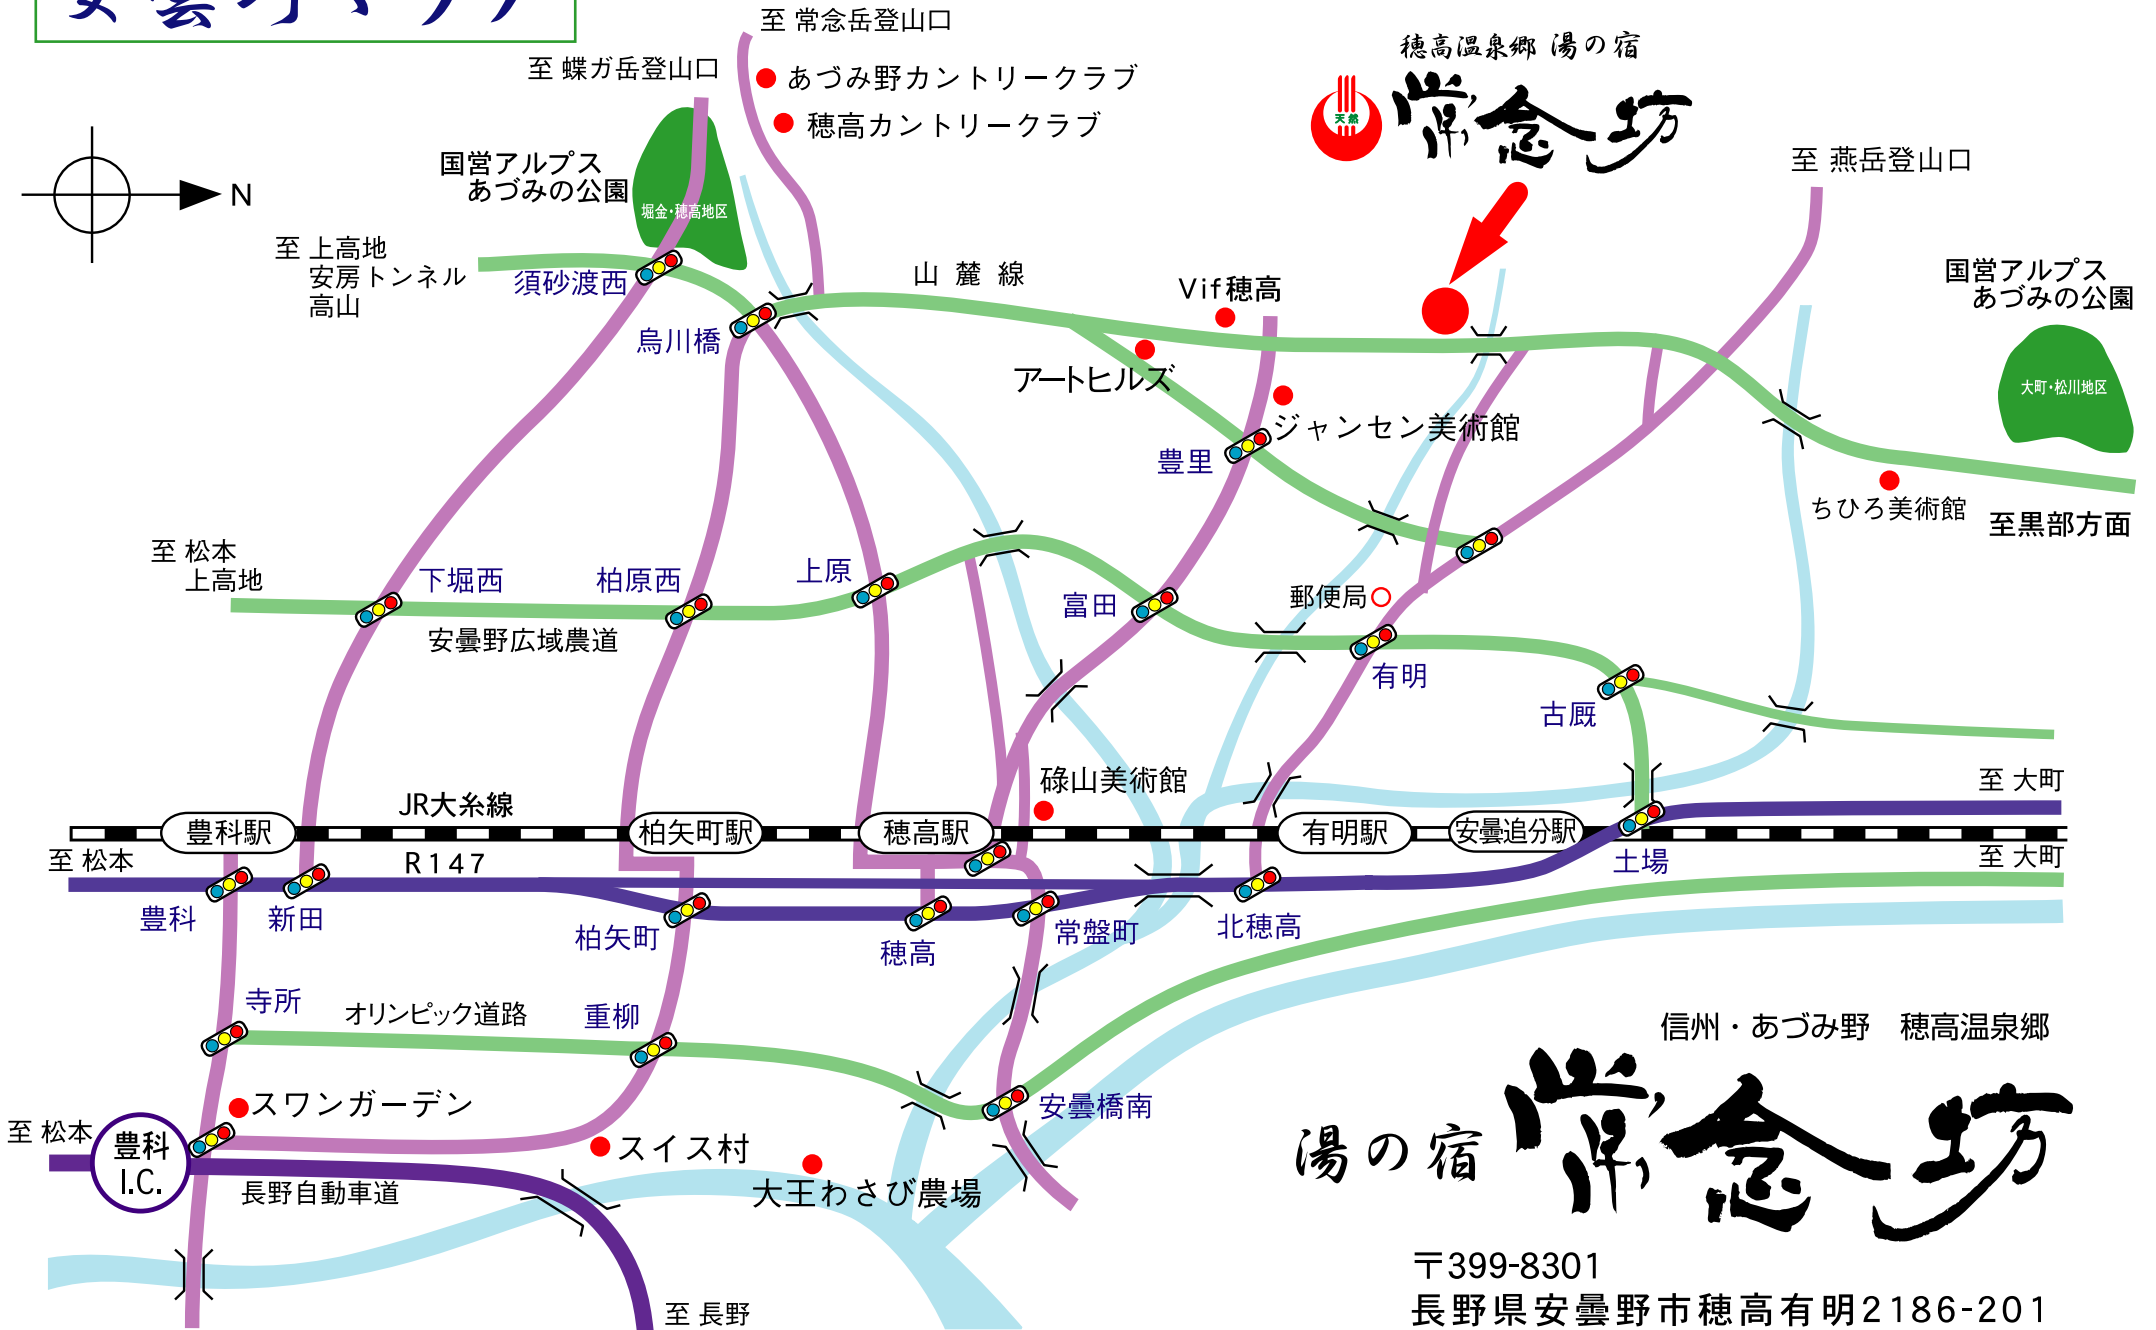 至 常念岳登山口
至 蝶ガ岳登山口
あづみ野カントリークラブ
穂高カントリークラブ
穂高温泉郷 湯の宿
天然
常念坊
国営アルプス
あづみの公園
堀金・穂高地区
N
至 燕岳登山口
至 上高地
安房トンネル
高山
須砂渡西
山麓線
Vif穂高
国営アルプス
あづみの公園
大町・松川地区
烏川橋
アートヒルズ
ジャンセン美術館
豊里
ちひろ美術館
至黒部方面
至 松本
上高地
下堀西
柏原西
上原
富田
郵便局
安曇野広域農道
有明
古厩
碌山美術館
至 大町
JR大糸線
豊科駅
柏矢町駅
穂高駅
有明駅
安曇追分駅
至 松本
R147
土場
至 大町
豊科
新田
柏矢町
穂高
常盤町
北穂高
寺所
オリンピック道路
重柳
信州・あづみ野 穂高温泉郷
スワンガーデン
安曇橋南
湯の宿 常念坊
至 松本
豊科
I.C.
スイス村
長野自動車道
大王わさび農場
〒399-8301
至 長野
長野県安曇野市穂高有明2186-201